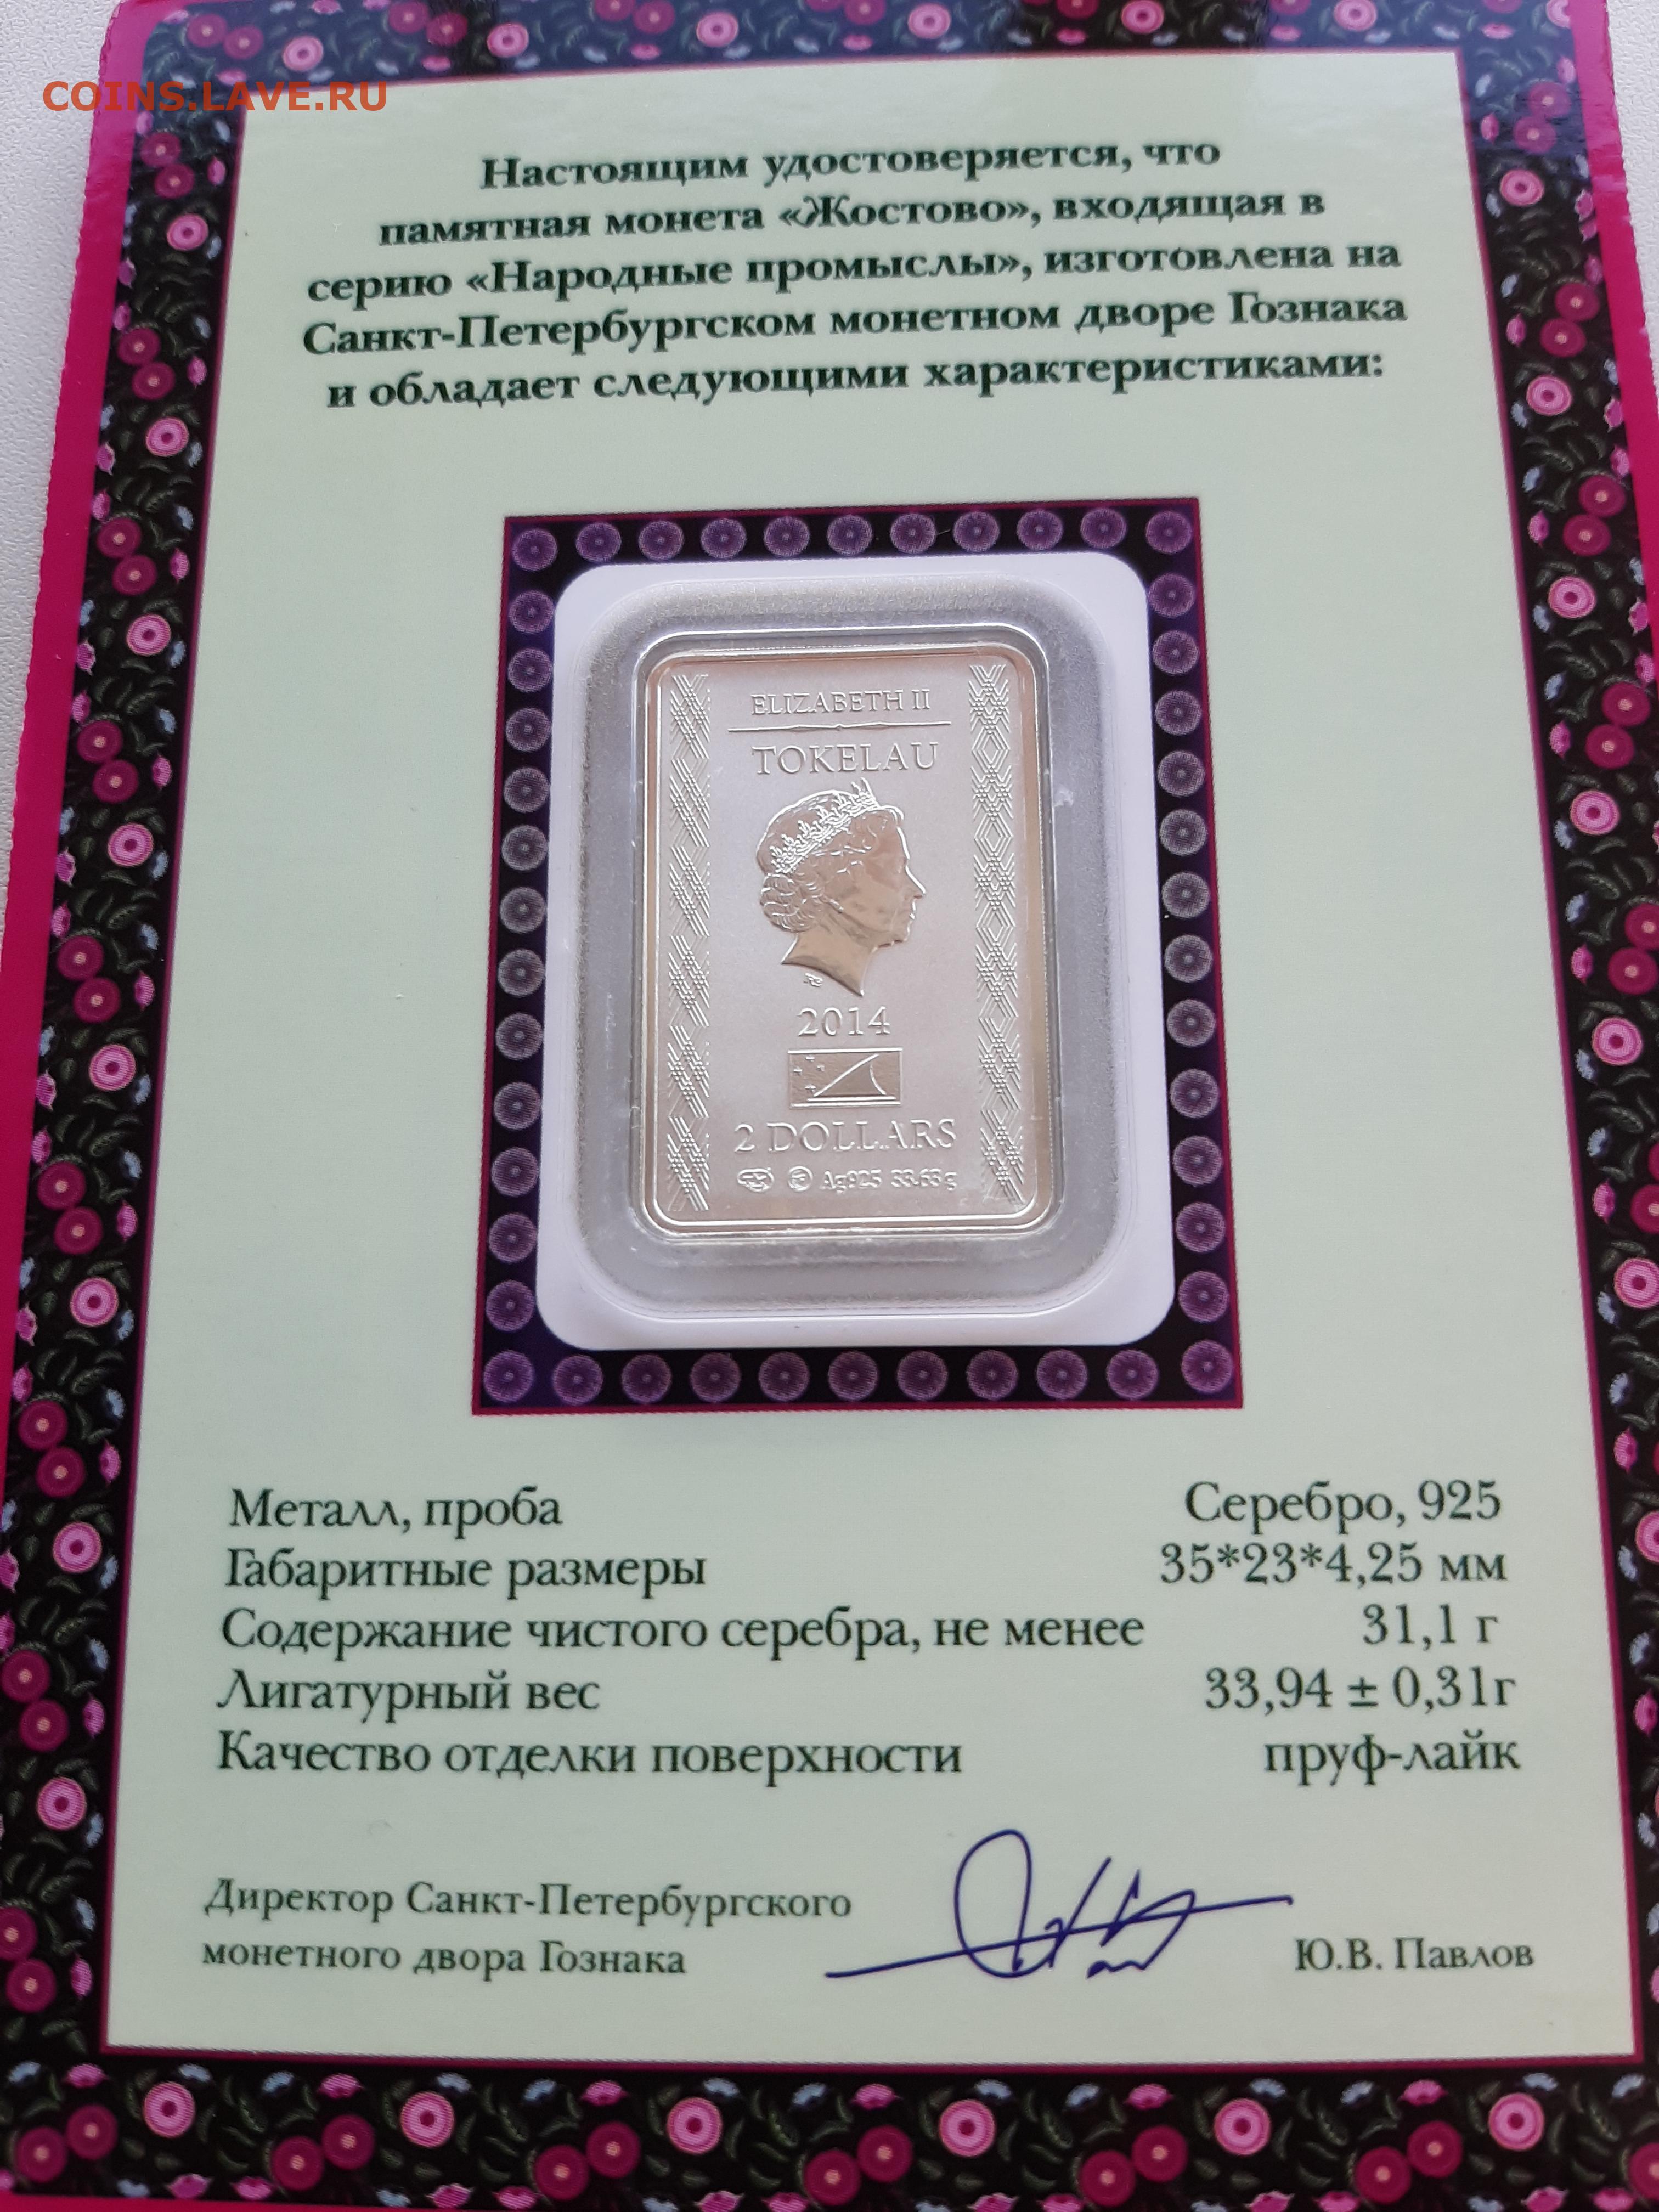 COINS.LAVE.RU
Настоящим удостоверяется, что
памятная монета «Жостово», входящая в
серию «Народные промыслы», изготовлена на
Санкт-Петербургском монетном дворе Гознака
и обладает следующими характеристиками:
ELIZABETH II
TOKELAU
2014
2 DOLLARS
Ag925 33.63g
Металл, проба Серебро, 925
Габаритные размеры 35*23*4,25 мм
Содержание чистого серебра, не менее 31,1 г
Лигатурный вес 33,94 ± 0,31г
Качество отделки поверхности пруф-лайк
Директор Санкт-Петербургского
монетного двора Гознака Ю.В. Павлов